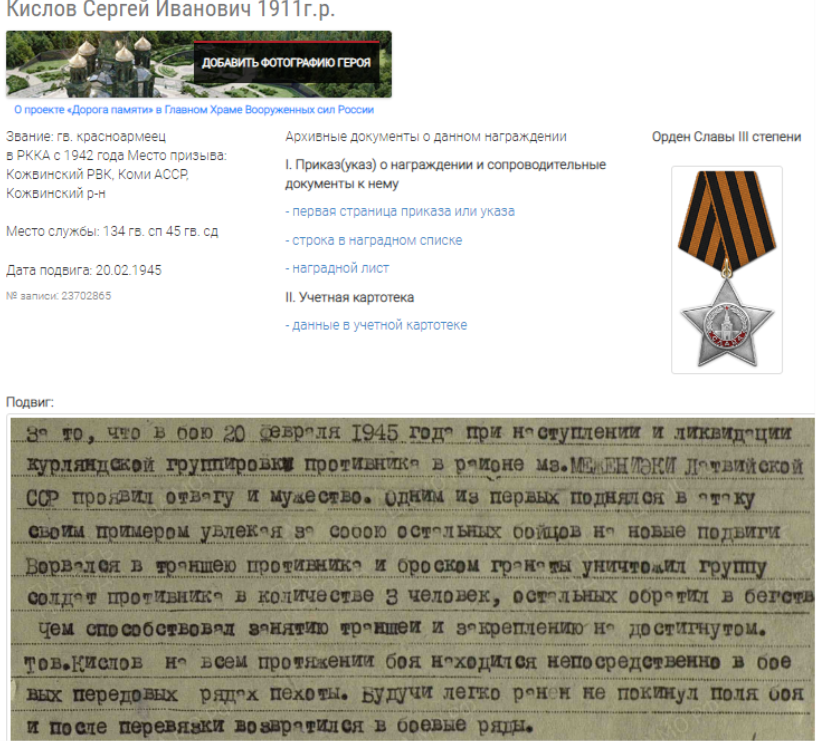 Кислов Сергей Иванович 1911г.р.
ДОБАВИТЬ ФОТОГРАФИЮ ГЕРОЯ
О проекте «Дорога памяти» в Главном Храме Вооруженных сил России
Звание: гв. красноармеец
в РККА с 1942 года Место призыва:
Кожвинский РВК, Коми АССР,
Кожвинский р-н
Место службы: 134 гв. сп 45 гв. сд
Дата подвига: 20.02.1945
№ записи: 23702865
Архивные документы о данном награждении
I. Приказ(указ) о награждении и сопроводительные
документы к нему
- первая страница приказа или указа
- строка в наградном списке
- наградной лист
II. Учетная картотека
- данные в учетной картотеке
Орден Славы III степени
СЛАВА
Подвиг:
За то, что в бою 20 февраля 1945 года при наступлении и ликвидации
курляндской группировки противника в районе мз.МЕЖЕНИЭКИ Латвийской
ССР проявил отвагу и мужество. Одним из первых поднялся в атаку
своим примером увлекая за собою остальных бойцов на новые подвиги
Ворвался в траншею противника и броском гранаты уничтожил группу
солдат противника в количестве 3 человек, остальных обратил в бегств
чем способствовал занятию траншеи и закреплению на достигнутом.
Тов.Кислов на всем протяжении боя находился непосредственно в бое
вых передовых рядах пехоты. Будучи легко ранен не покинул поля боя
и после перевязки возвратился в боевые ряды.